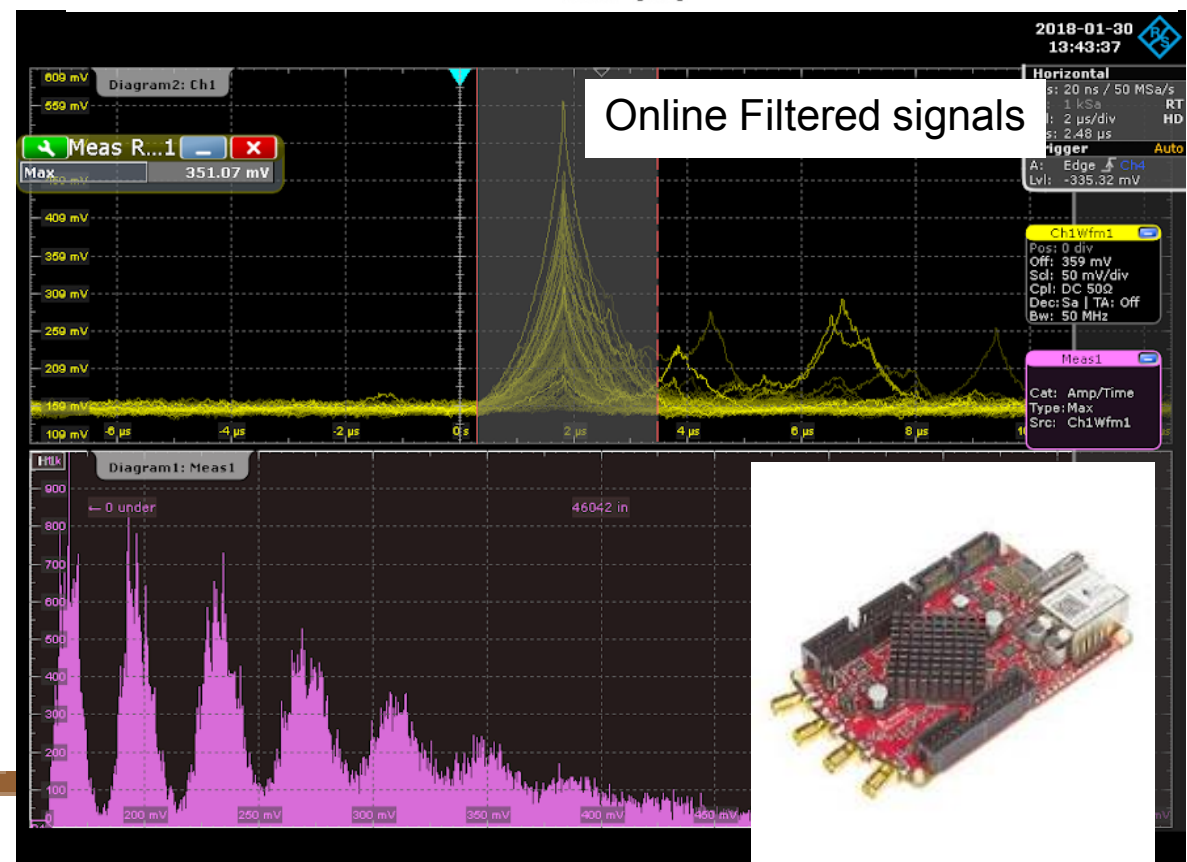 2018-01-30
13:43:37
Online Filtered signals
Horizontal
20 ns / 50 MSa/s
1 kSa RT
2 µs/div HD
2.48 µs
Auto
A: Edge Ch4
Lvl: -335.32 mV
609 mV
Diagram2: Ch1
559 mV
Meas R...1
Max 351.07 mV
409 mV
359 mV
309 mV
259 mV
209 mV
159 mV
109 mV
-6 µs -4 µs -2 µs 0 s 2 µs 4 µs 6 µs 8 µs
Ch1Wfm1
Pos: 0 div
Off: 359 mV
Scl: 50 mV/div
Cpl: DC 50Ω
Dec: Sa | TA: Off
Bw: 50 MHz
Meas1
Cat: Amp/Time
Type: Max
Src: Ch1Wfm1
Diagram1: Meas1
← 0 under 46042 in
900
800
700
600
500
400
300
200
100
0
200 mV 250 mV 300 mV 350 mV 400 mV 450 mV